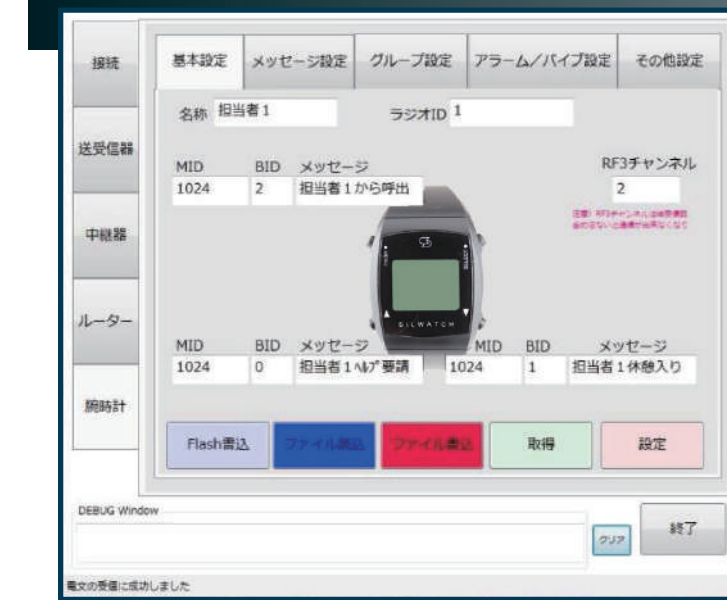 接続
送受信器
中継器
ルーター
腕時計
基本設定 メッセージ設定 グループ設定 アラーム／バイブ設定 その他設定
名称 担当者1 ラジオID 1
MID BID メッセージ RF3チャンネル
1024 2 担当者1から呼出 2
SILWATCH
MID BID メッセージ MID BID メッセージ
1024 0 担当者1ﾍﾙﾌﾟ要請 1024 1 担当者1休憩入り
Flash書込 ファイル読込 ファイル書込 取得 設定
DEBUG Window
クリア 終了
電文の受信に成功しました